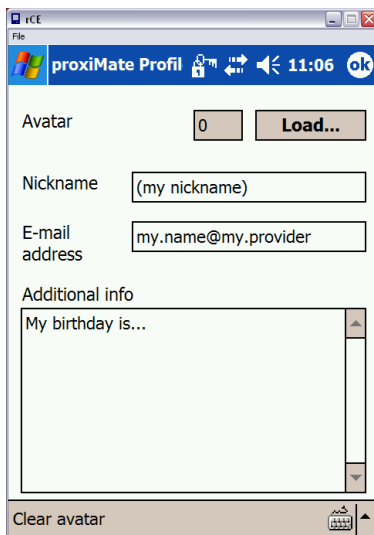 rCE
File
proxiMate Profil 11:06 ok
Avatar 0 Load...
Nickname (my nickname)
E-mail address my.name@my.provider
Additional info
My birthday is...
Clear avatar